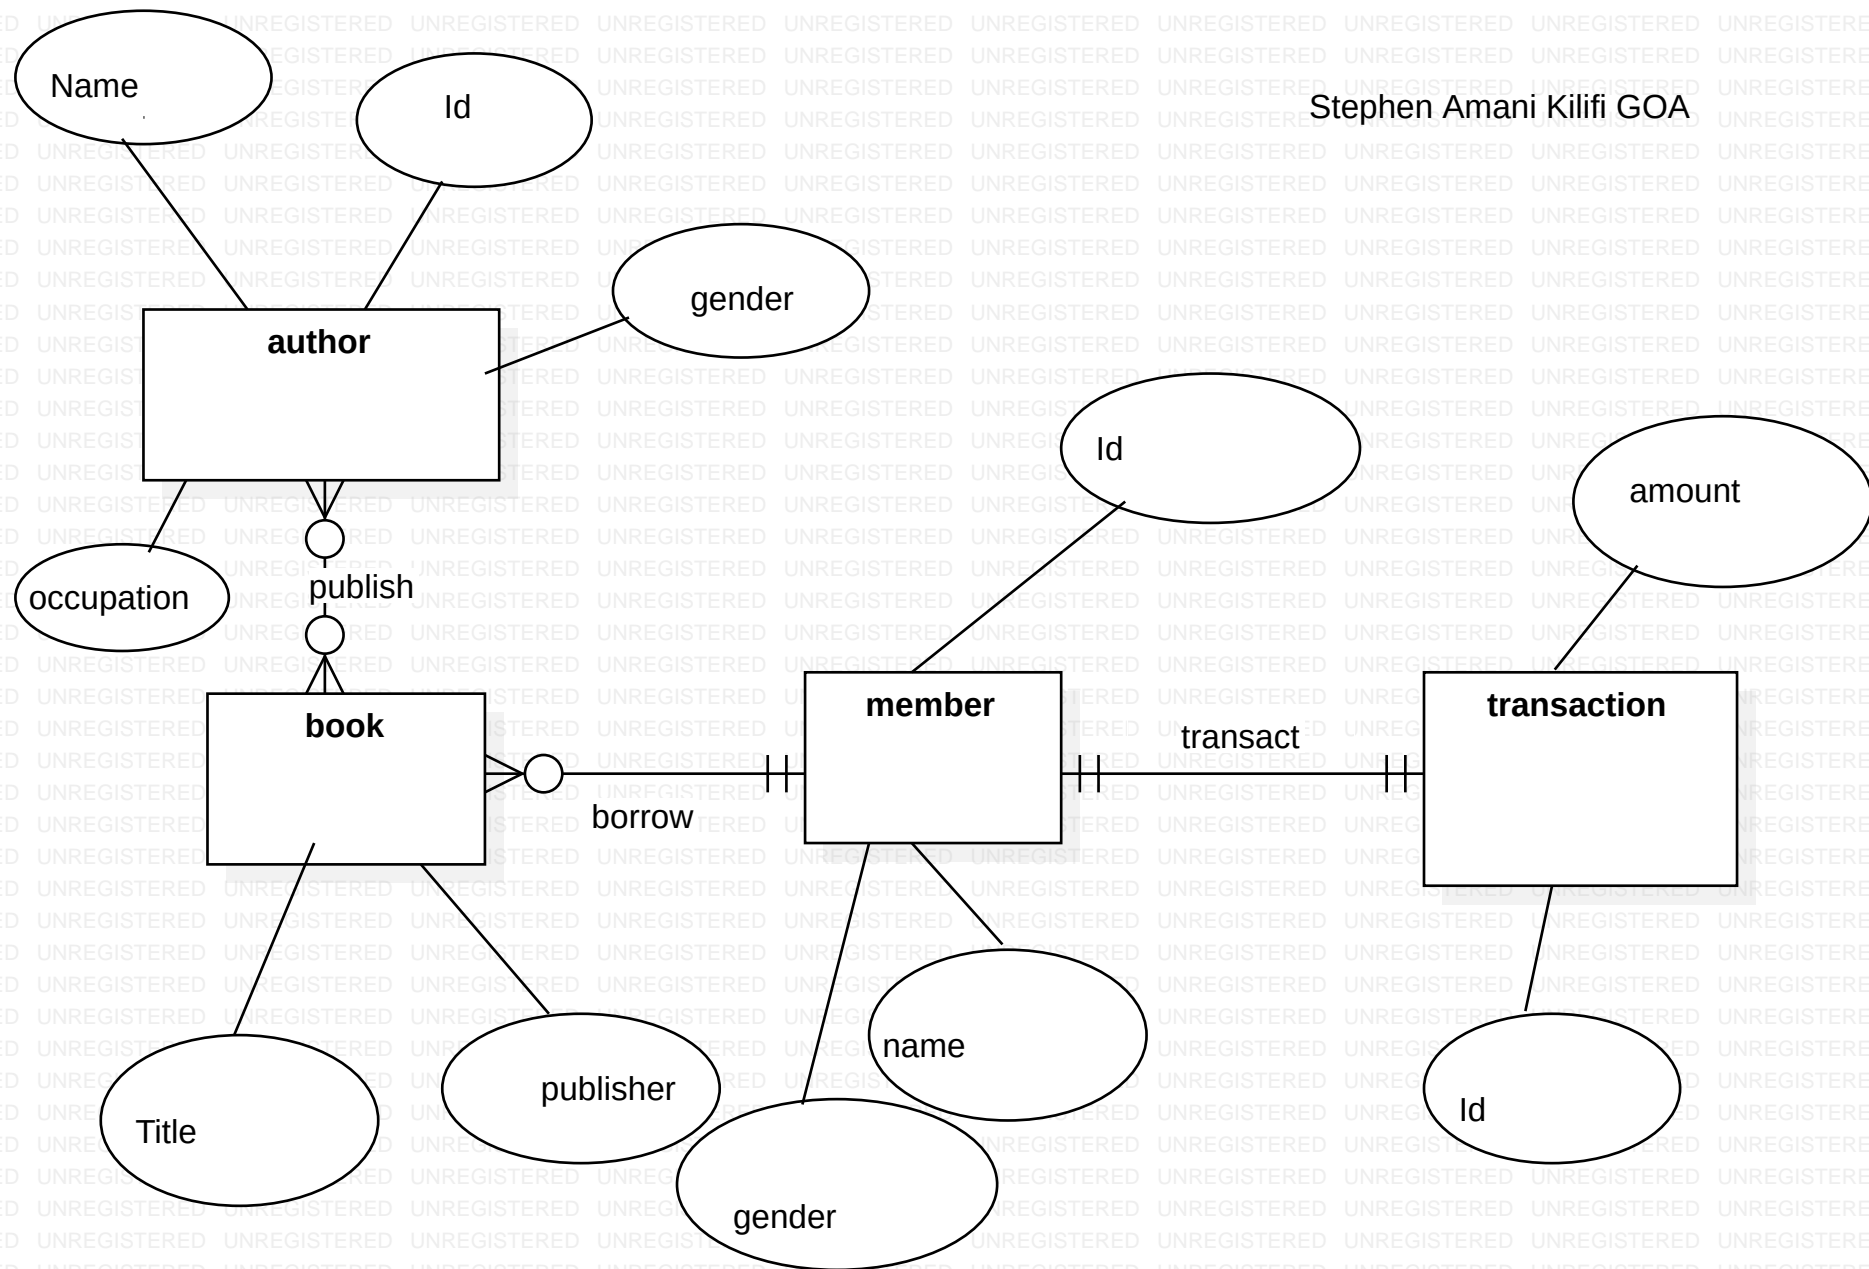 Name
Id
Stephen Amani Kilifi GOA
gender
author
Id
amount
occupation
publish
book
member
transaction
transact
borrow
name
publisher
Title
Id
gender
UNREGISTERED